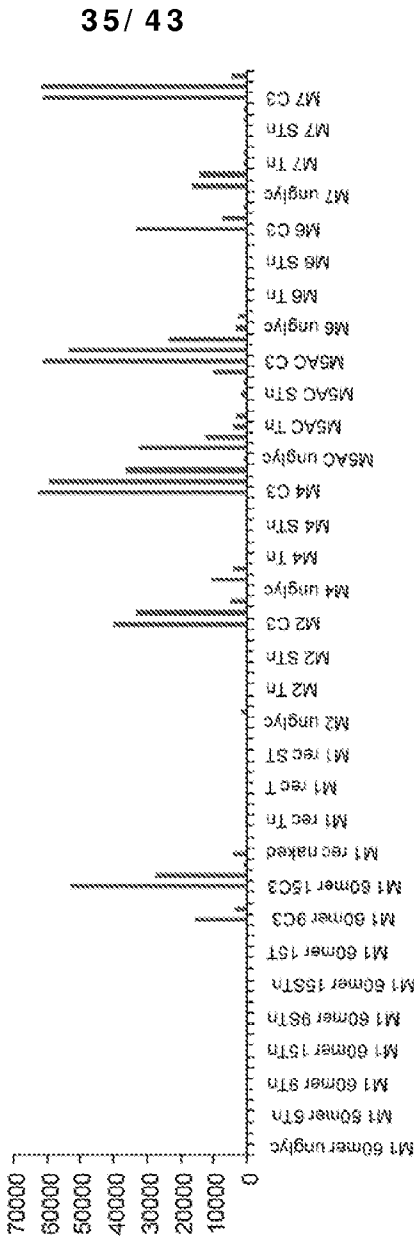 35/43
70000
60000
50000
40000
30000
20000
10000
0
M1 60mer unglyc
M1 60mer 5Tn
M1 60mer 9Tn
M1 60mer 15Tn
M1 60mer 9STn
M1 60mer 15STn
M1 60mer 15T
M1 60mer 9C3
M1 60mer 15C3
M1 rec naked
M1 rec Tn
M1 rec T
M1 rec ST
M2 unglyc
M2 Tn
M2 STn
M2 C3
M4 unglyc
M4 Tn
M4 STn
M4 C3
M5AC unglyc
M5AC Tn
M5AC STn
M5AC C3
M6 unglyc
M6 Tn
M6 STn
M6 C3
M7 unglyc
M7 Tn
M7 STn
M7 C3